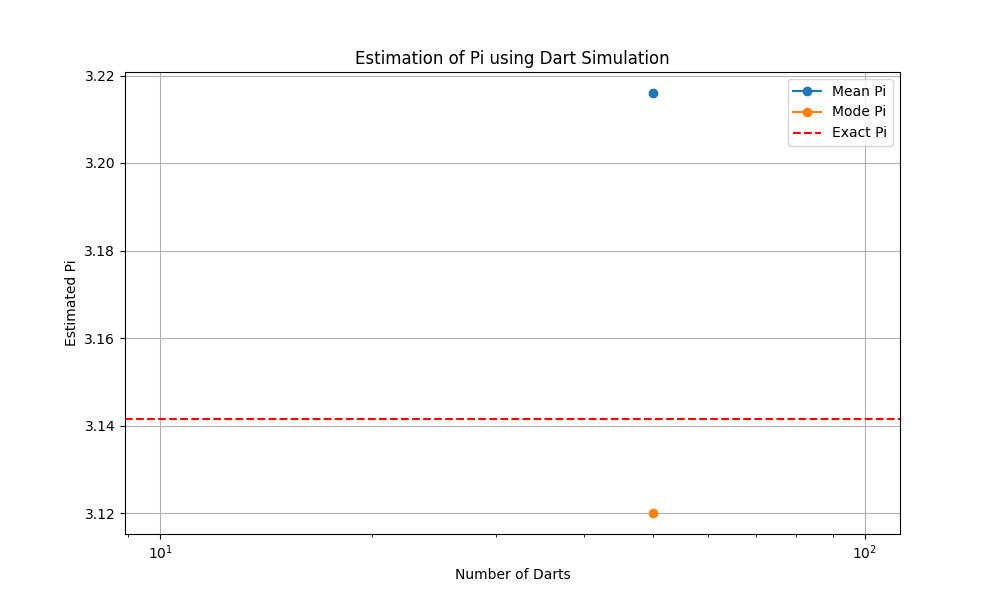 Estimation of Pi using Dart Simulation
3.22
3.20
3.18
3.16
3.14
3.12
Estimated Pi
Mean Pi
Mode Pi
Exact Pi
10¹
10²
Number of Darts